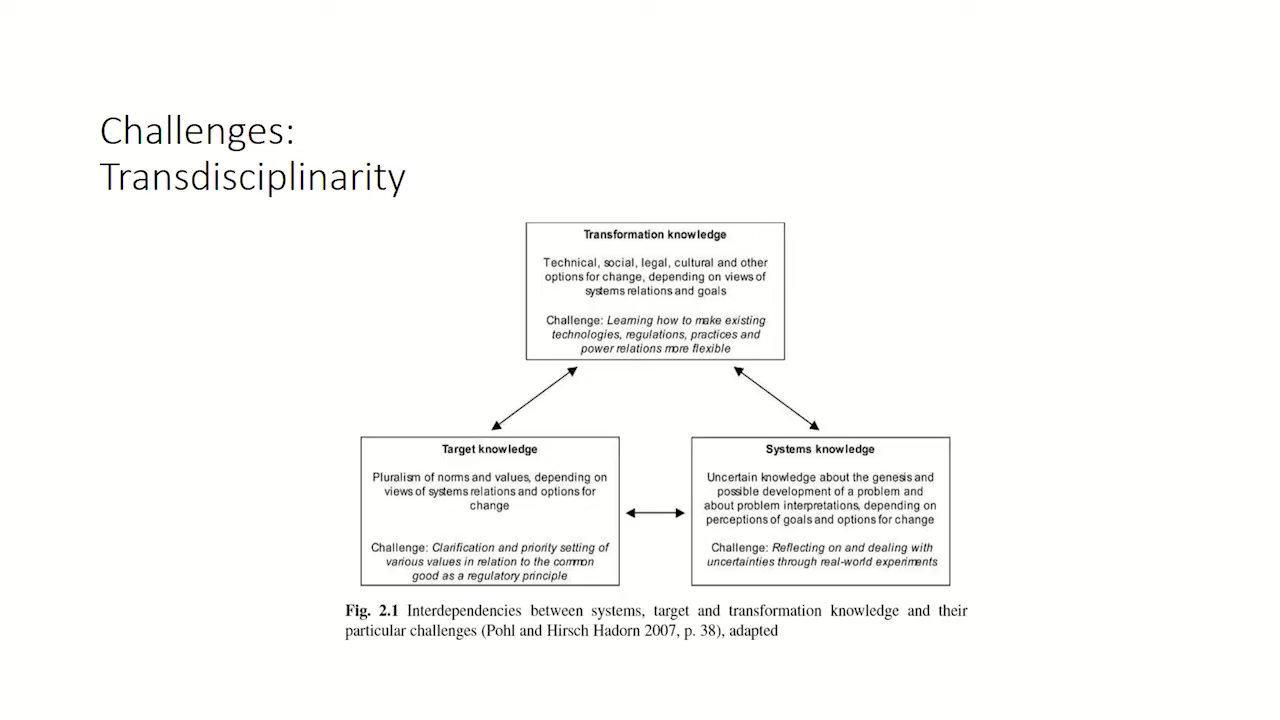 Challenges:
Transdisciplinarity
Transformation knowledge
Technical, social, legal, cultural and other
options for change, depending on views of
systems relations and goals
Challenge: Learning how to make existing
technologies, regulations, practices and
power relations more flexible
Target knowledge
Pluralism of norms and values, depending on
views of systems relations and options for
change
Challenge: Clarification and priority setting of
various values in relation to the common
good as a regulatory principle
Systems knowledge
Uncertain knowledge about the genesis and
possible development of a problem and
about problem interpretations, depending on
perceptions of goals and options for change
Challenge: Reflecting on and dealing with
uncertainties through real-world experiments
Fig. 2.1 Interdependencies between systems, target and transformation knowledge and their
particular challenges (Pohl and Hirsch Hadorn 2007, p. 38), adapted